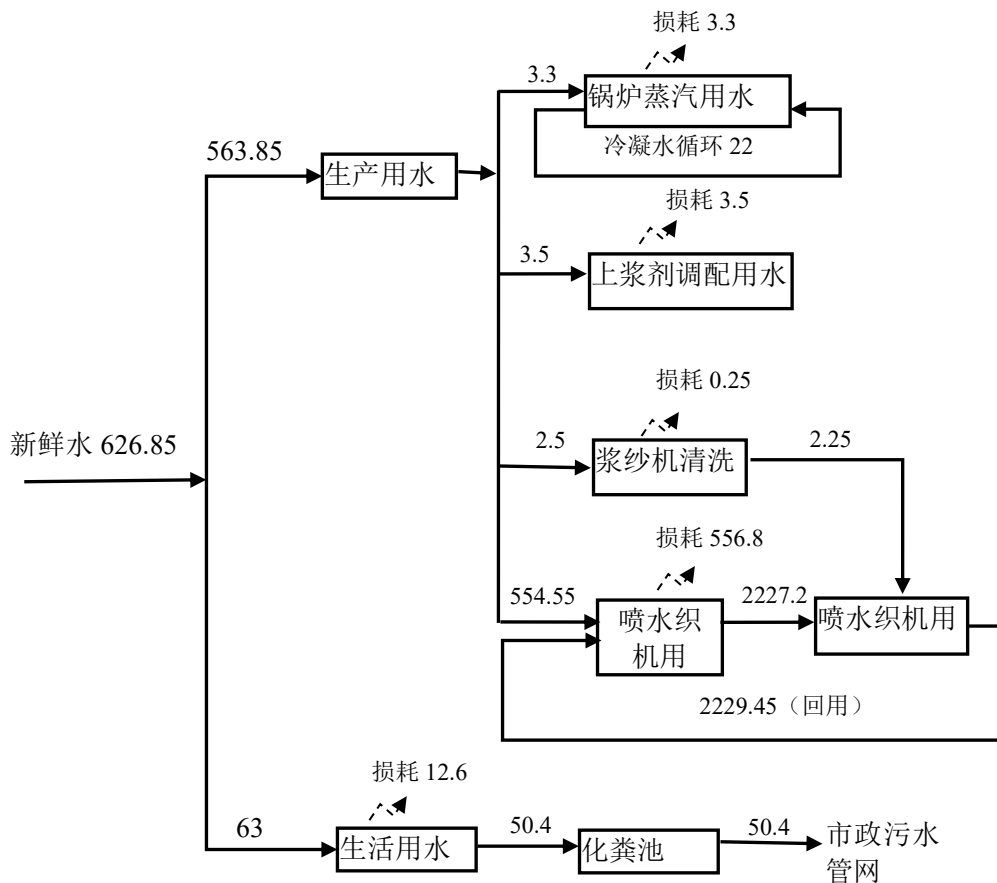 损耗 3.3
3.3
锅炉蒸汽用水
冷凝水循环 22
563.85
生产用水
损耗 3.5
3.5
上浆剂调配用水
损耗 0.25
新鲜水 626.85
2.5
浆纱机清洗
2.25
损耗 556.8
554.55
喷水织
机用
2227.2
喷水织机用
2229.45（回用）
损耗 12.6
63
生活用水
50.4
化粪池
50.4
市政污水
管网